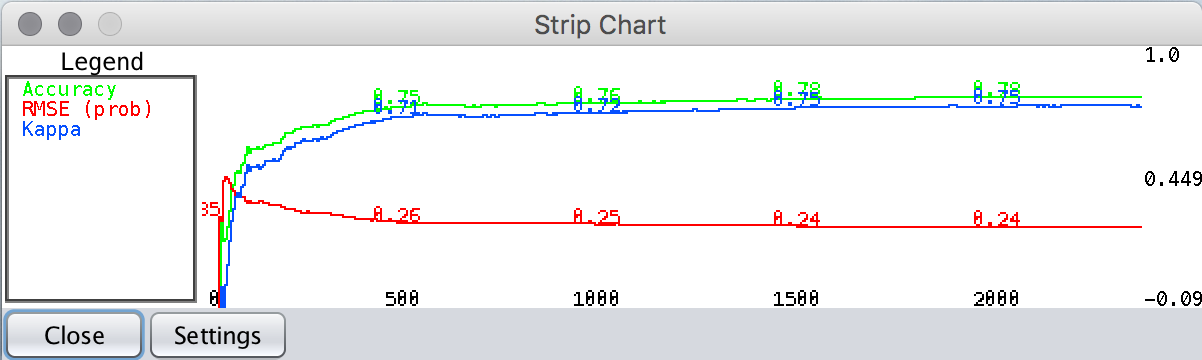 Strip Chart
Legend
Accuracy
RMSE (prob)
Kappa
1.0
0.449
-0.09
0.75 0.76 0.78 0.78
0.71 0.72 0.75 0.75
35 0.26 0.25 0.24 0.24
0 500 1000 1500 2000
Close Settings